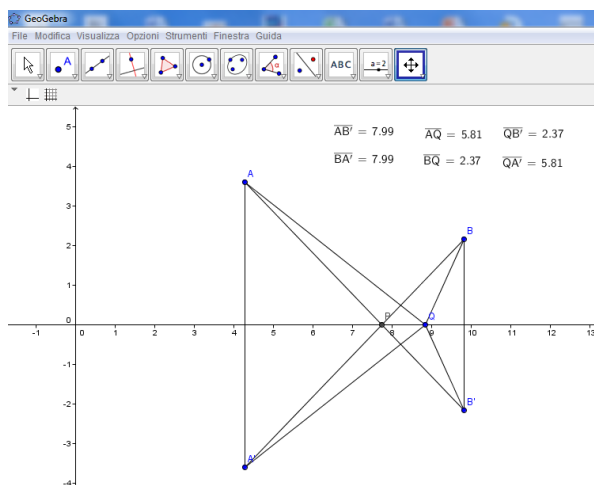 GeoGebra
File Modifica Visualizza Opzioni Strumenti Finestra Guida
A
ABC
a=2
α
AB' = 7.99 AQ = 5.81 QB' = 2.37
BA' = 7.99 BQ = 2.37 QA' = 5.81
5
A
4
3
B
2
1
P Q
0
-1 0 1 2 3 4 5 6 7 8 9 10 11 12 13
-1
-2
B'
-3
A'
-4